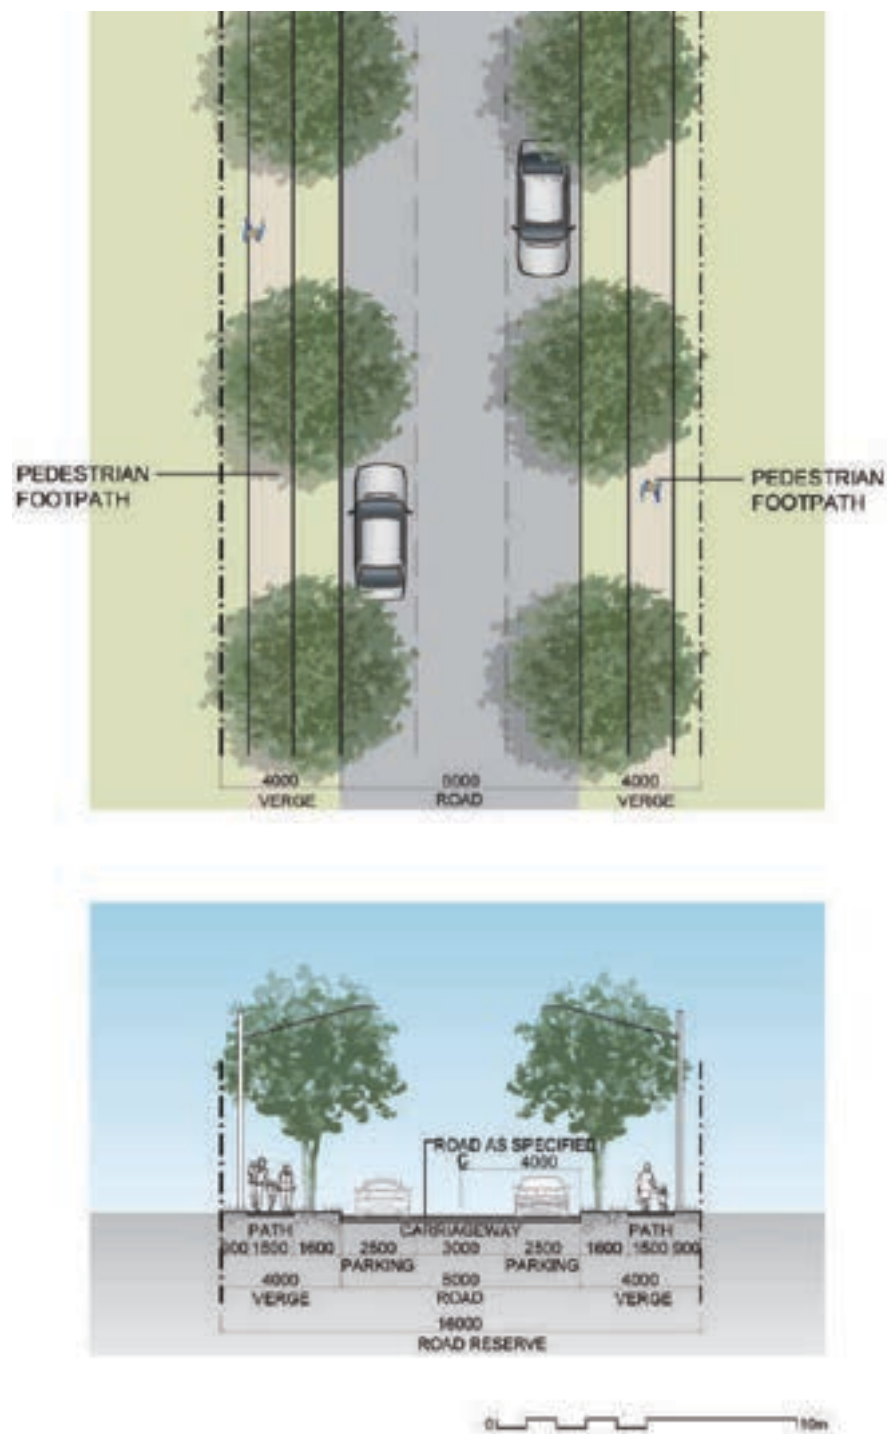 PEDESTRIAN
FOOTPATH
PEDESTRIAN
FOOTPATH
4000 8000 4000
VERGE ROAD VERGE
ROAD AS SPECIFIED
4000
PATH CARRIAGEWAY PATH
900 1500 1600 2500 3000 2500 1600 1500 900
PARKING PARKING
4000 8000 4000
VERGE ROAD VERGE
16000
ROAD RESERVE
0 10m